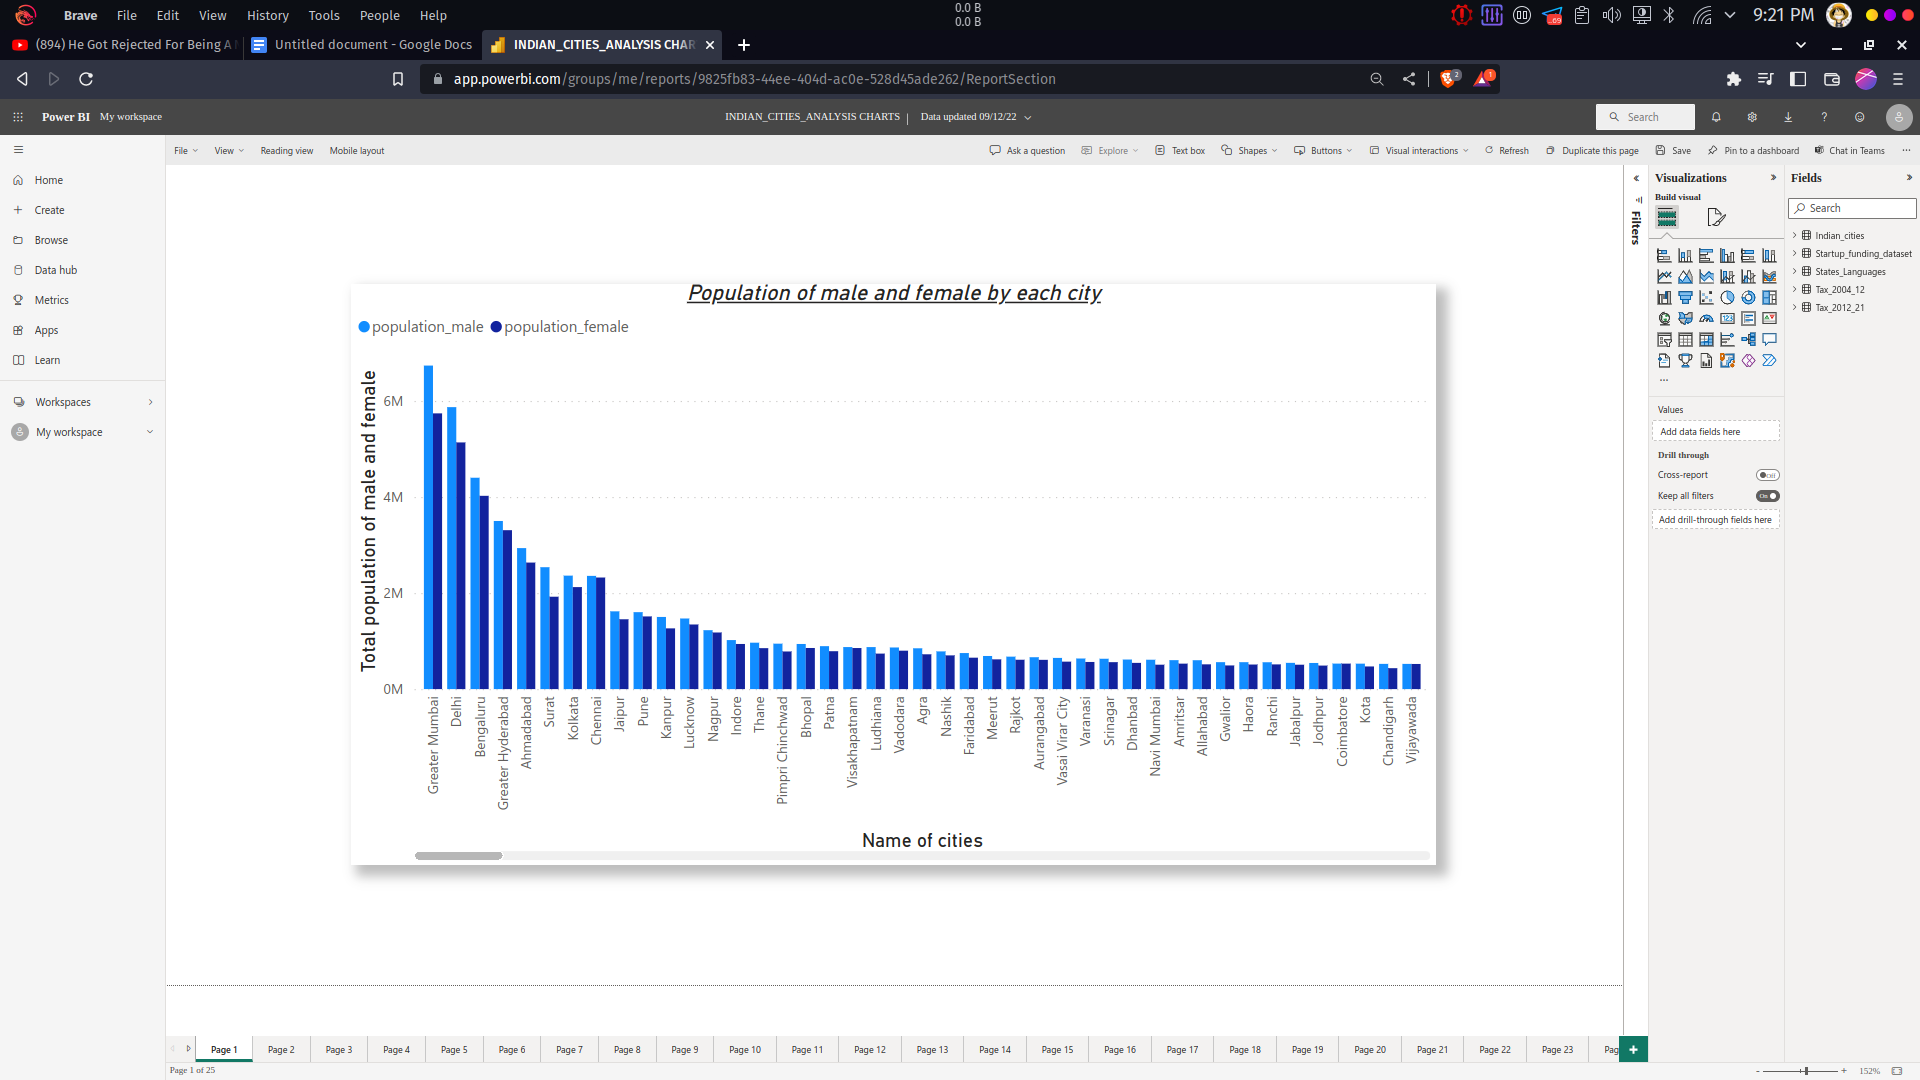 Brave File Edit View History Tools People Help
0.0 B
0.0 B
69
9:21 PM
(894) He Got Rejected For Being A
Untitled document - Google Docs
INDIAN_CITIES_ANALYSIS CHAR
app.powerbi.com/groups/me/reports/9825fb83-44ee-404d-ac0e-528d45ade262/ReportSection
2
1
Power BI My workspace
INDIAN_CITIES_ANALYSIS CHARTS | Data updated 09/12/22
Search
File View Reading view Mobile layout
Ask a question Explore Text box Shapes Buttons Visual interactions Refresh Duplicate this page Save Pin to a dashboard Chat in Teams ...
Home
Create
Browse
Data hub
Metrics
Apps
Learn
Workspaces
My workspace
Population of male and female by each city
population_male population_female
Total population of male and female
6M
4M
2M
0M
Greater Mumbai
Delhi
Bengaluru
Greater Hyderabad
Ahmadabad
Surat
Kolkata
Chennai
Jaipur
Pune
Kanpur
Lucknow
Nagpur
Indore
Thane
Pimpri Chinchwad
Bhopal
Patna
Visakhapatnam
Ludhiana
Vadodara
Agra
Nashik
Faridabad
Meerut
Rajkot
Aurangabad
Vasai Virar City
Varanasi
Srinagar
Dhanbad
Navi Mumbai
Amritsar
Allahabad
Gwalior
Haora
Ranchi
Jabalpur
Jodhpur
Coimbatore
Kota
Chandigarh
Vijayawada
Name of cities
Filters
Visualizations
Build visual
...
Values
Add data fields here
Drill through
Cross-report
Off
Keep all filters
On
Add drill-through fields here
Fields
Search
Indian_cities
Startup_funding_dataset
States_Languages
Tax_2004_12
Tax_2012_21
Page 1 Page 2 Page 3 Page 4 Page 5 Page 6 Page 7 Page 8 Page 9 Page 10 Page 11 Page 12 Page 13 Page 14 Page 15 Page 16 Page 17 Page 18 Page 19 Page 20 Page 21 Page 22 Page 23 Pag
Page 1 of 25
- + 152%